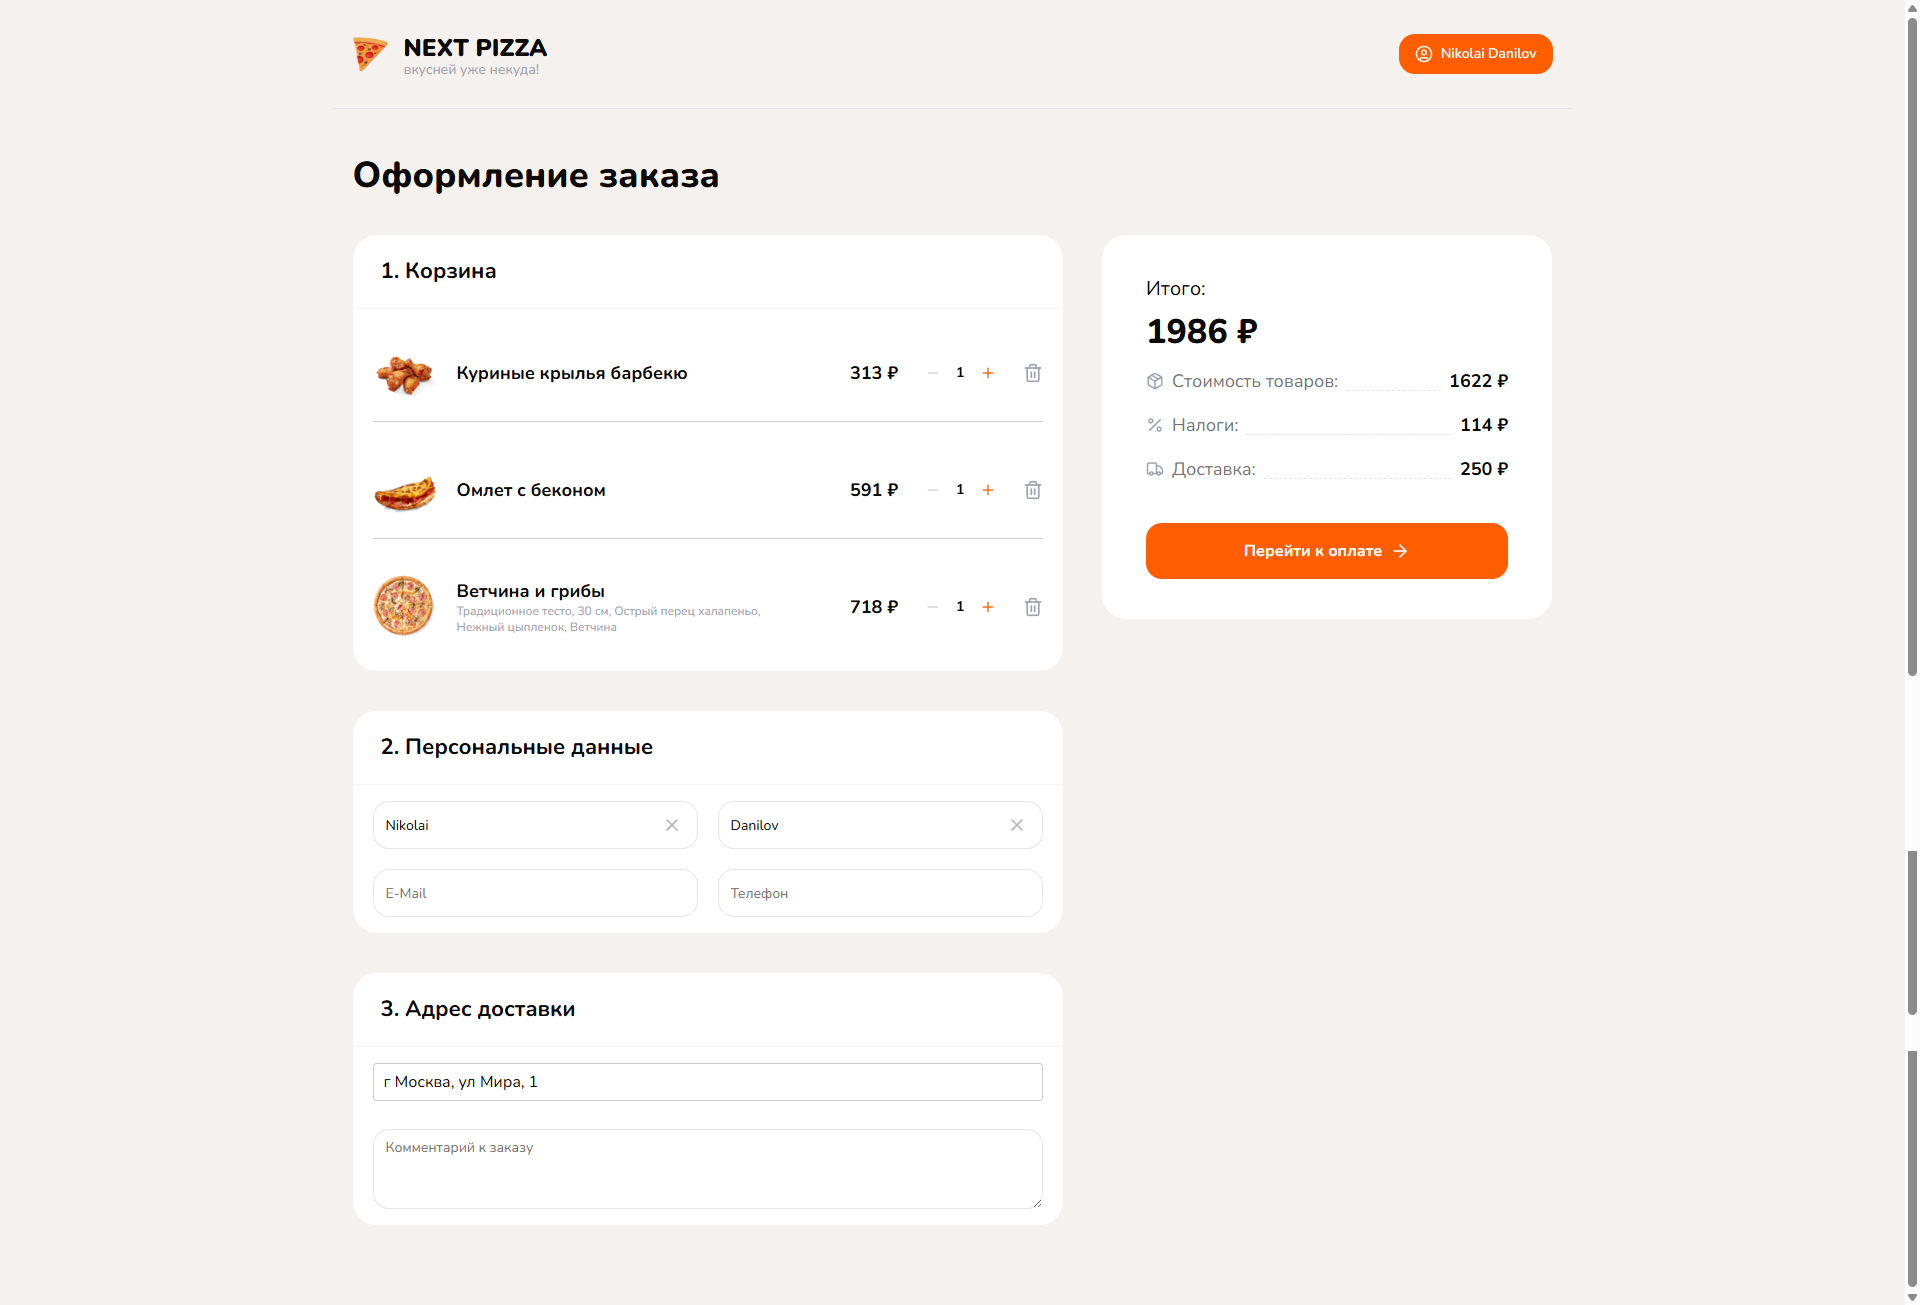 NEXT PIZZA
вкусней уже некуда!
Nikolai Danilov
Оформление заказа
1. Корзина
Куриные крылья барбекю
313 ₽
1
Омлет с беконом
591 ₽
1
Ветчина и грибы
Традиционное тесто, 30 см, Острый перец халапеньо,
Нежный цыпленок, Ветчина
718 ₽
1
Итого:
1986 ₽
Стоимость товаров: 1622 ₽
Налоги: 114 ₽
Доставка: 250 ₽
Перейти к оплате
2. Персональные данные
Nikolai
Danilov
E-Mail
Телефон
3. Адрес доставки
г Москва, ул Мира, 1
Комментарий к заказу